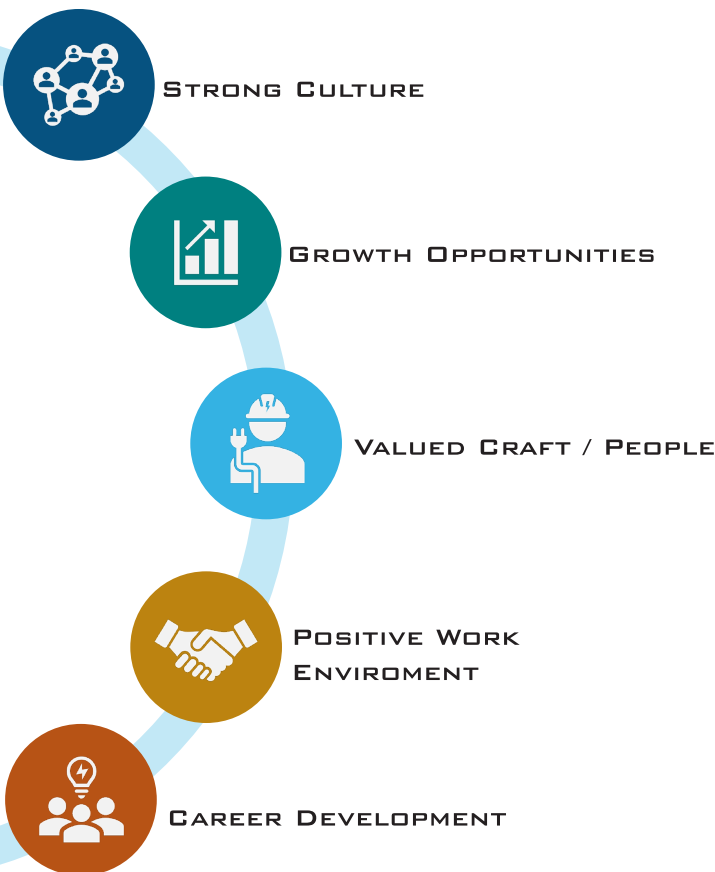 Strong Culture
Growth Opportunities
Valued Craft / People
Positive Work
Enviroment
Career Development